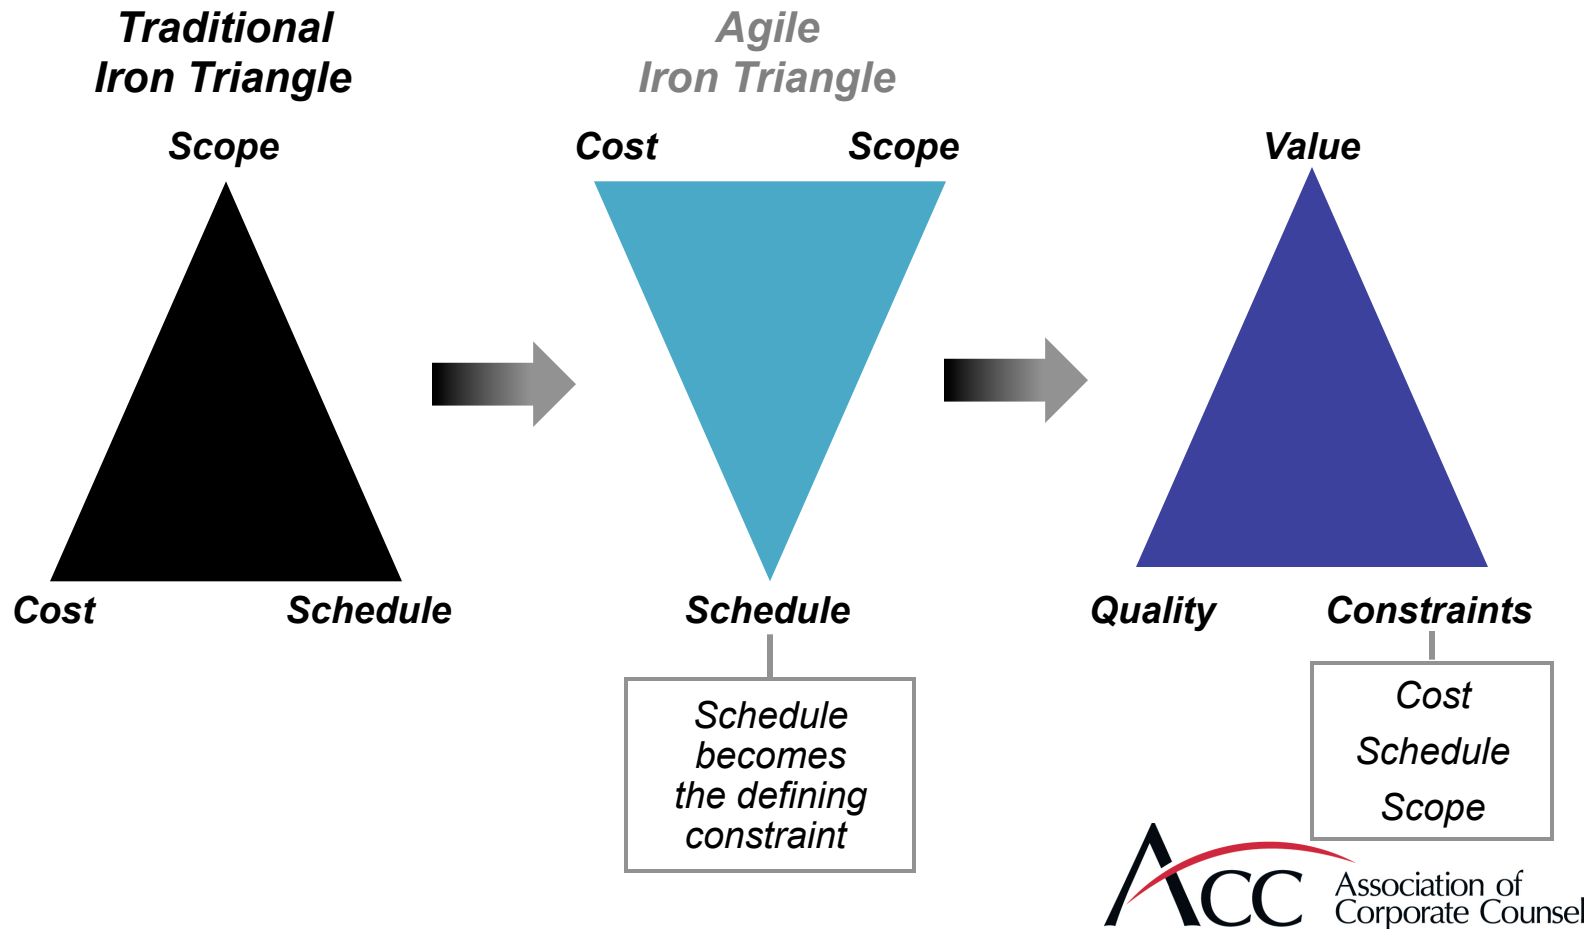 Traditional
Iron Triangle
Agile
Iron Triangle
Scope
Cost
Scope
Value
Cost
Schedule
Schedule
Quality
Constraints
Schedule
becomes
the defining
constraint
Cost
Schedule
Scope
ACC
Association of
Corporate Counsel